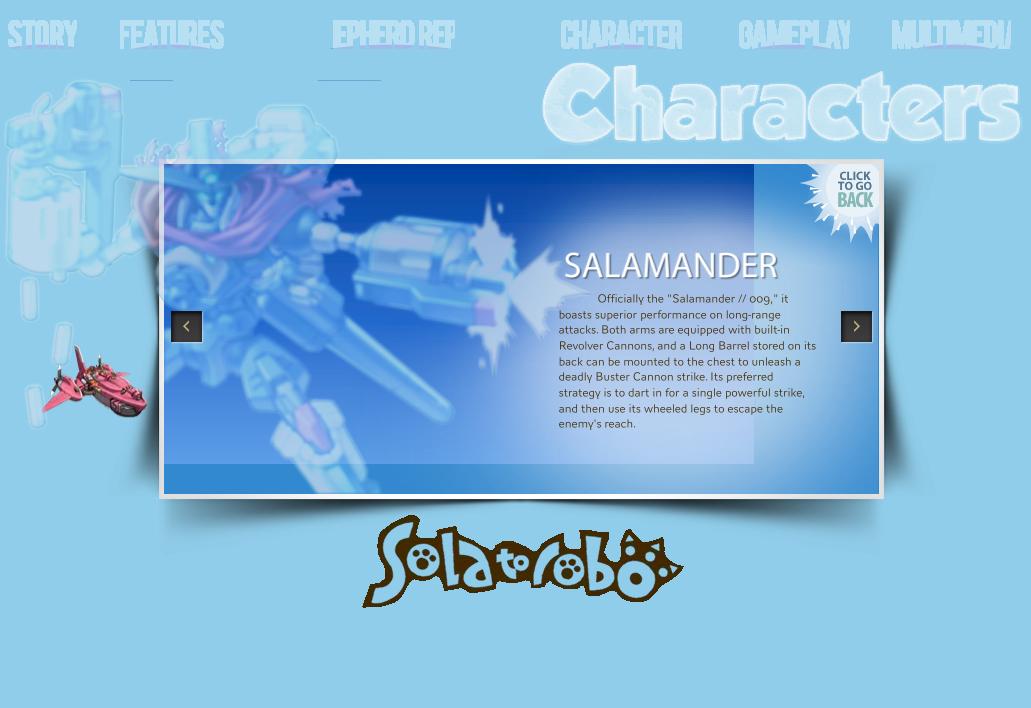 STORY FEATURES EPHERD REP CHARACTER GAMEPLAY MULTIMEDIA
Characters
CLICK
TO GO
BACK
SALAMANDER
Officially the "Salamander // 009," it
boasts superior performance on long-range
attacks. Both arms are equipped with built-in
Revolver Cannons, and a Long Barrel stored on its
back can be mounted to the chest to unleash a
deadly Buster Cannon strike. Its preferred
strategy is to dart in for a single powerful strike,
and then use its wheeled legs to escape the
enemy's reach.
Solatorobo